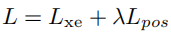 L = L_xe + λL_pos